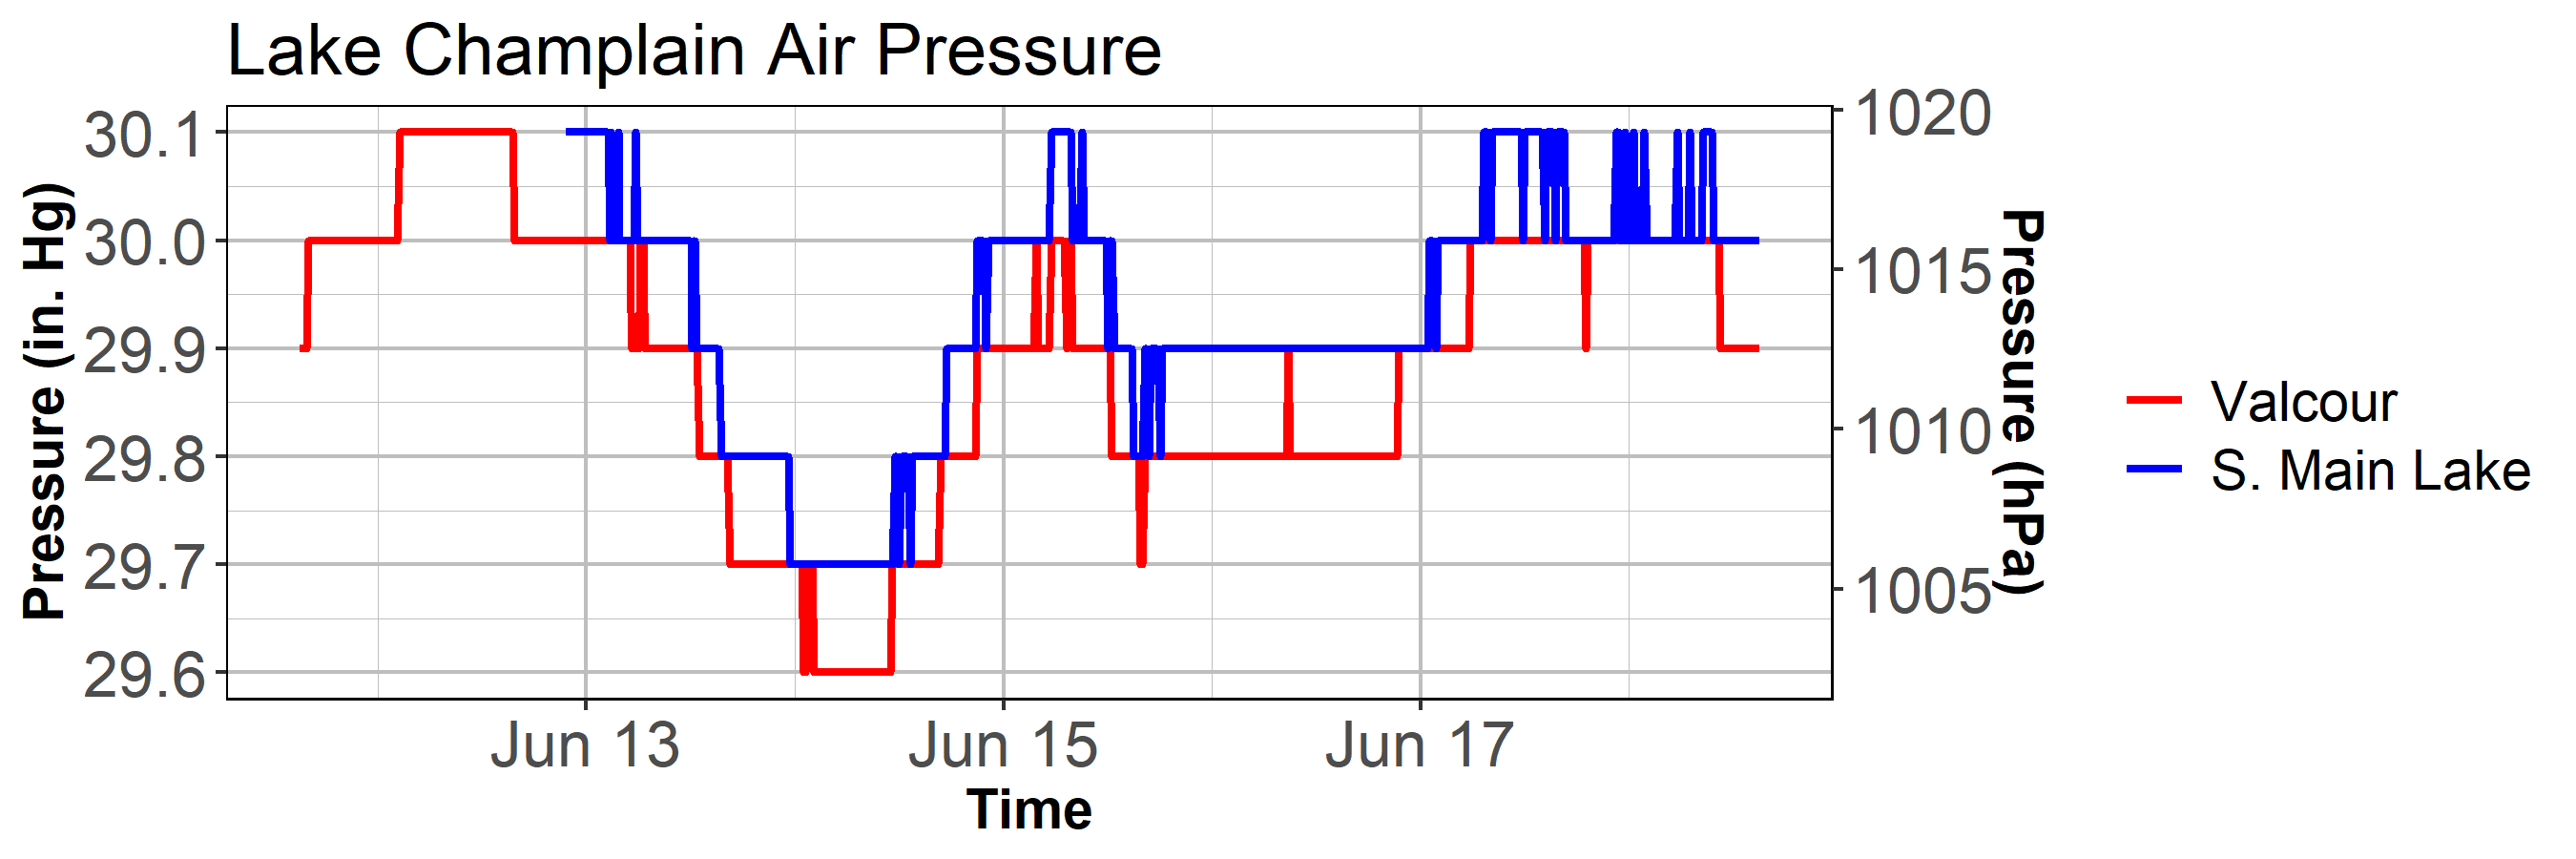 Lake Champlain Air Pressure
Pressure (in. Hg)
30.1
30.0
29.9
29.8
29.7
29.6
1020
1015
1010
1005
Pressure (hPa)
Valcour
S. Main Lake
Jun 13
Jun 15
Jun 17
Time